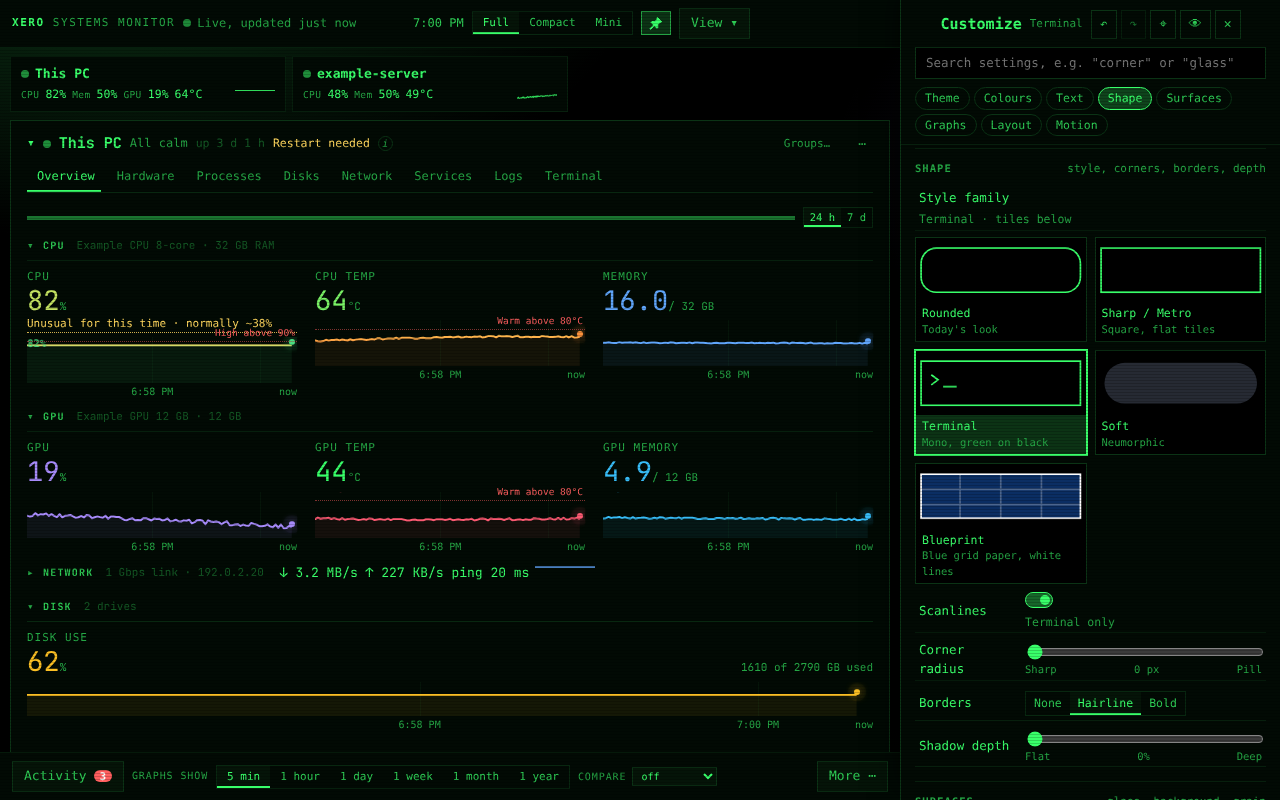 XERO SYSTEMS MONITOR Live, updated just now 7:00 PM Full Compact Mini View ▾
This PC
CPU 82% Mem 50% GPU 19% 64°C
example-server
CPU 48% Mem 50% 49°C
▾ This PC All calm up 3 d 1 h Restart needed i Groups… ⋯
Overview Hardware Processes Disks Network Services Logs Terminal
24 h 7 d
▾ CPU Example CPU 8-core · 32 GB RAM
CPU
82%
Unusual for this time · normally ~38%
High above 90%
82%
6:58 PM now
CPU TEMP
64°C
Warm above 80°C
6:58 PM now
MEMORY
16.0/ 32 GB
6:58 PM now
▾ GPU Example GPU 12 GB · 12 GB
GPU
19%
6:58 PM now
GPU TEMP
44°C
Warm above 80°C
6:58 PM now
GPU MEMORY
4.9/ 12 GB
6:58 PM now
▸ NETWORK 1 Gbps link · 192.0.2.20 ↓ 3.2 MB/s ↑ 227 KB/s ping 20 ms
▾ DISK 2 drives
DISK USE
62%
1610 of 2790 GB used
6:58 PM 7:00 PM now
Activity 3 GRAPHS SHOW 5 min 1 hour 1 day 1 week 1 month 1 year COMPARE off More ⋯
Customize Terminal
Search settings, e.g. "corner" or "glass"
Theme Colours Text Shape Surfaces
Graphs Layout Motion
SHAPE style, corners, borders, depth
Style family
Terminal · tiles below
Rounded
Today's look
Sharp / Metro
Square, flat tiles
>_
Terminal
Mono, green on black
Soft
Neumorphic
Blueprint
Blue grid paper, white
lines
Scanlines
Terminal only
Corner
radius
Sharp 0 px Pill
Borders None Hairline Bold
Shadow depth
Flat 0% Deep